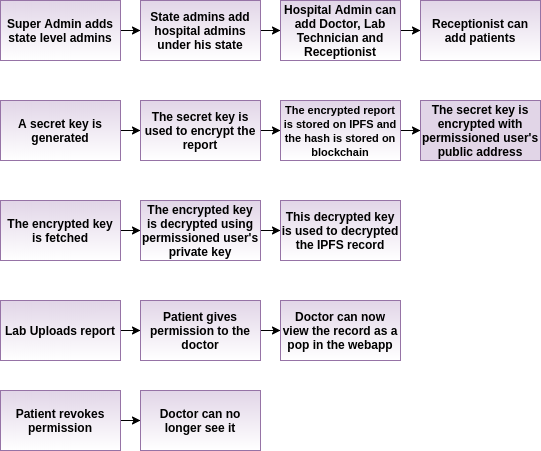 Super Admin adds
state level admins
State admins add
hospital admins
under his state
Hospital Admin can
add Doctor, Lab
Technician and
Receptionist
Receptionist can
add patients
A secret key is
generated
The secret key is
used to encrypt the
report
The encrypted report
is stored on IPFS and
the hash is stored on
blockchain
The secret key is
encrypted with
permissioned user's
public address
The encrypted key
is fetched
The encrypted key
is decrypted using
permissioned user's
private key
This decrypted key
is used to decrypted
the IPFS record
Lab Uploads report
Patient gives
permission to the
doctor
Doctor can now
view the record as a
pop in the webapp
Patient revokes
permission
Doctor can no
longer see it